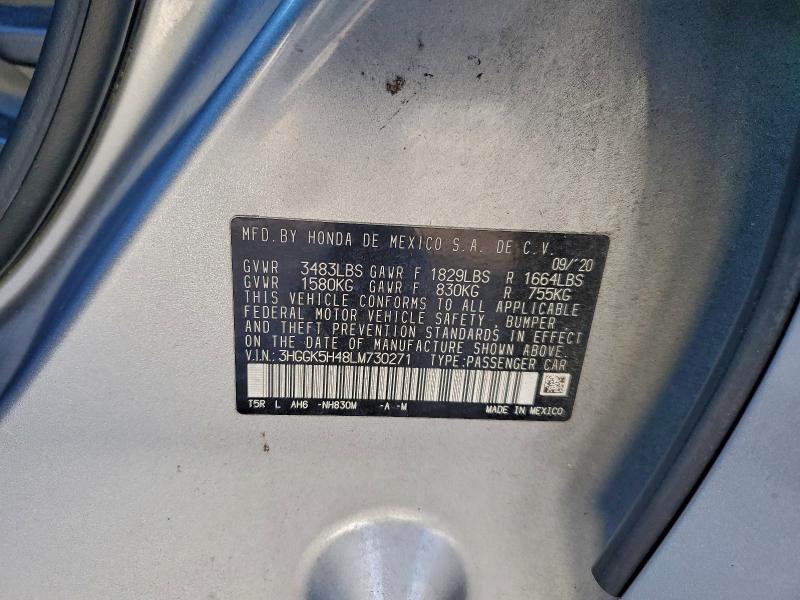 MFD. BY HONDA DE MEXICO S.A. DE C.V.
09/'20
GVWR 3483LBS GAWR F 1829LBS R 1664LBS
GVWR 1580KG GAWR F 830KG R 755KG
THIS VEHICLE CONFORMS TO ALL APPLICABLE
FEDERAL MOTOR VEHICLE SAFETY, BUMPER,
AND THEFT PREVENTION STANDARDS IN EFFECT
ON THE DATE OF MANUFACTURE SHOWN ABOVE.
V.I.N.: 3HGGK5H48LM730271 TYPE:PASSENGER CAR
T5R L AH6 -NH830M -A -M MADE IN MEXICO